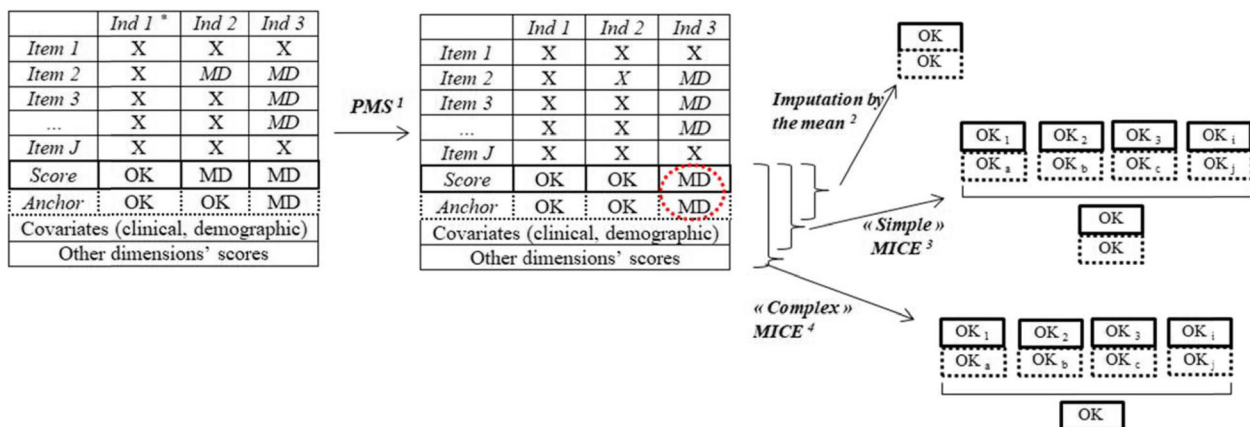 Ind 1 * Ind 2 Ind 3
Item 1 X X X
Item 2 X MD MD
Item 3 X X MD
... X X MD
Item J X X X
Score OK MD MD
Anchor OK OK MD
Covariates (clinical, demographic)
Other dimensions’ scores
PMS 1
Ind 1 Ind 2 Ind 3
Item 1 X X X
Item 2 X X MD
Item 3 X X MD
... X X MD
Item J X X X
Score OK OK MD
Anchor OK OK MD
Covariates (clinical, demographic)
Other dimensions’ scores
Imputation by
the mean 2
OK
OK
« Simple »
MICE 3
OK 1 OK 2 OK 3 OK i
OK a OK b OK c OK j
OK
OK
« Complex »
MICE 4
OK 1 OK 2 OK 3 OK i
OK a OK b OK c OK j
OK